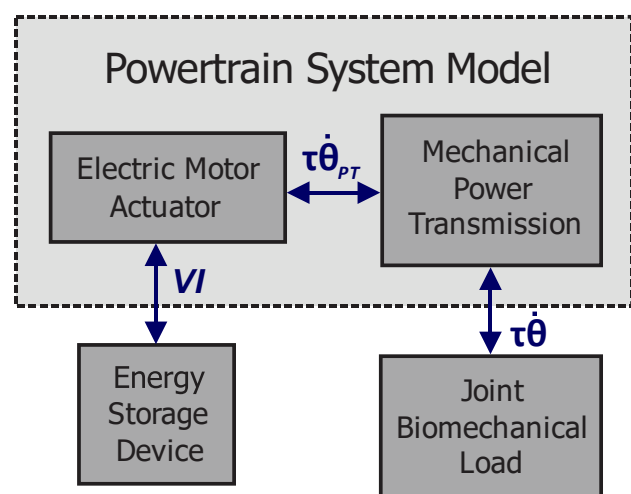 Powertrain System Model
Electric Motor
Actuator
τθ̇PT
Mechanical
Power
Transmission
VI
τθ̇
Energy
Storage
Device
Joint
Biomechanical
Load